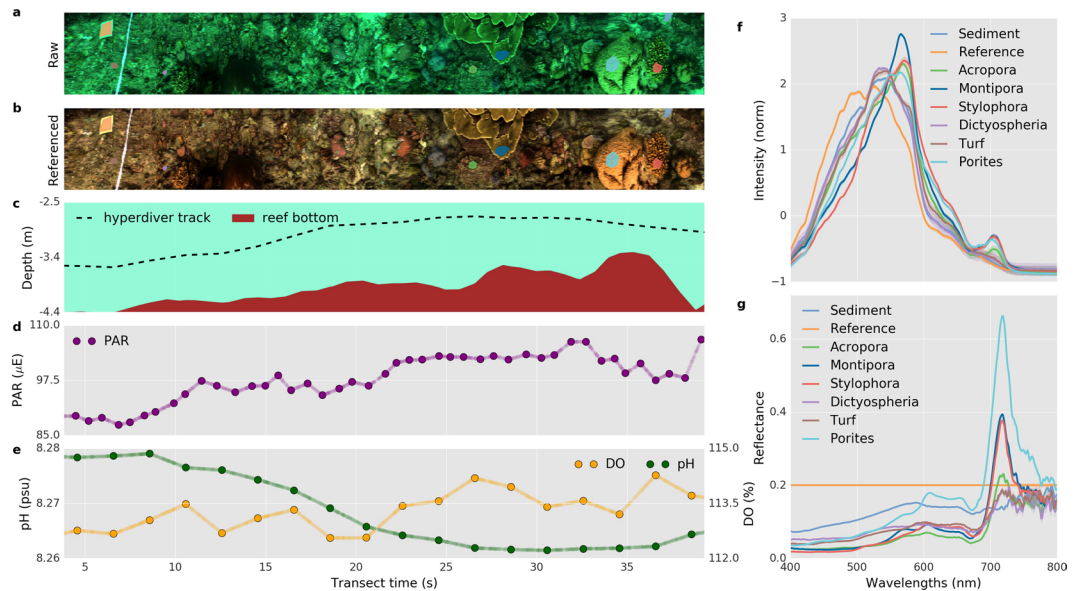 a
Raw
b
Referenced
c
-2.5
-3.4
-4.4
Depth (m)
hyperdiver track
reef bottom
d
110.0
97.5
85.0
PAR (μE)
PAR
e
8.28
8.27
8.26
pH (psu)
DO
pH
115.0
113.5
112.0
DO (%)
5 10 15 20 25 30 35
Transect time (s)
f
3
2
1
0
−1
Intensity (norm)
Sediment
Reference
Acropora
Montipora
Stylophora
Dictyospheria
Turf
Porites
g
0.6
0.4
0.2
0.0
Reflectance
Sediment
Reference
Acropora
Montipora
Stylophora
Dictyospheria
Turf
Porites
400 500 600 700 800
Wavelengths (nm)